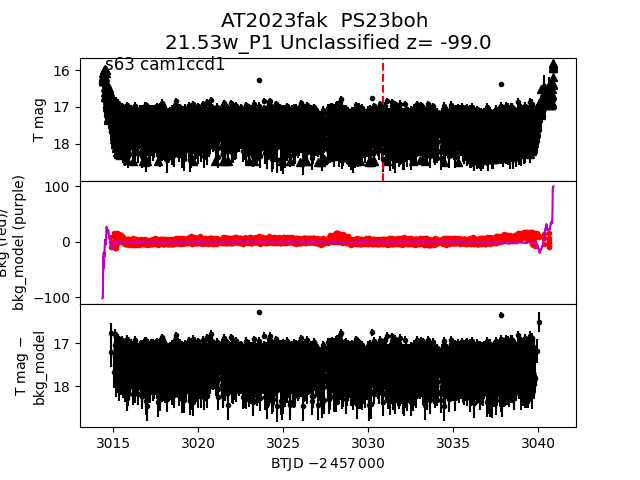 AT2023fak PS23boh
21.53w_P1 Unclassified z= -99.0
s63 cam1ccd1
16
17
18
T mag
100
0
−100
Bkg (red)/
bkg_model (purple)
17
18
T mag −
bkg_model
3015 3020 3025 3030 3035 3040
BTJD −2 457 000